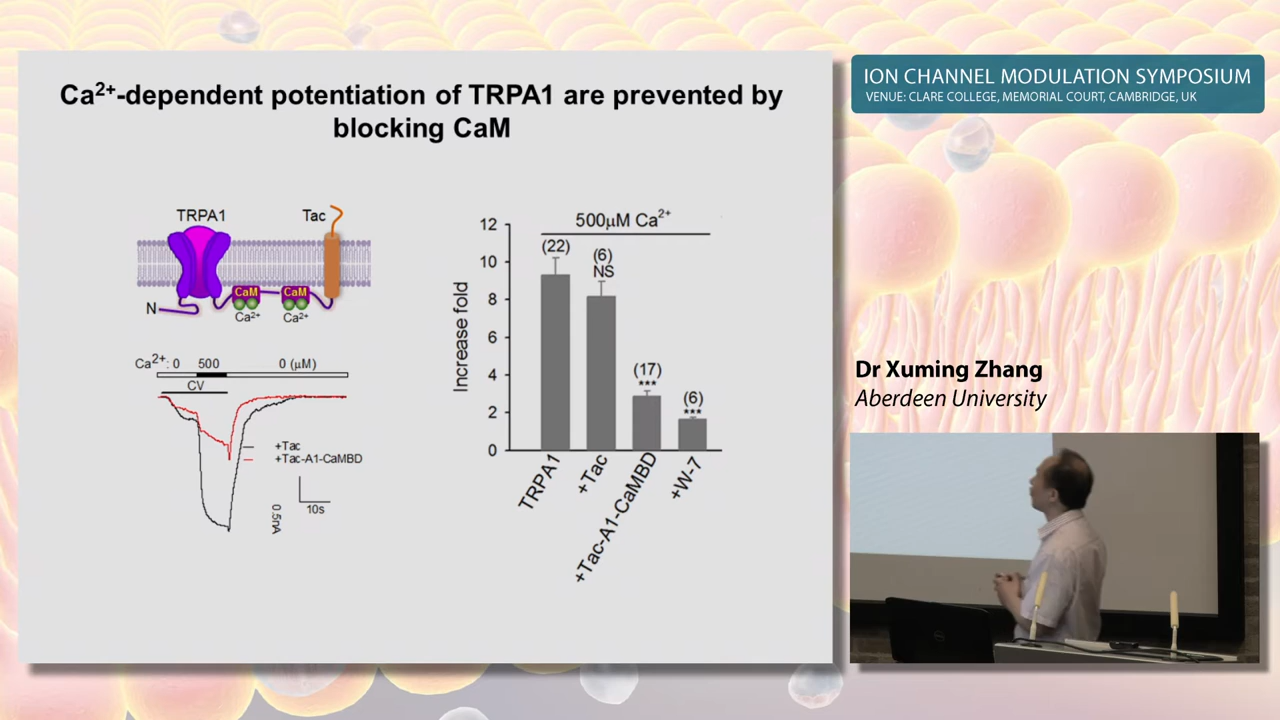 Ca²⁺-dependent potentiation of TRPA1 are prevented by
blocking CaM
TRPA1
Tac
N
CaM
CaM
Ca²⁺
Ca²⁺
Ca²⁺: 0 500 0 (μM)
CV
+Tac
+Tac-A1-CaMBD
0.5nA
10s
500μM Ca²⁺
Increase fold
12
10
8
6
4
2
0
(22)
(6)
NS
(17)
***
(6)
***
TRPA1
+Tac
+Tac-A1-CaMBD
+W-7
ION CHANNEL MODULATION SYMPOSIUM
VENUE: CLARE COLLEGE, MEMORIAL COURT, CAMBRIDGE, UK
Dr Xuming Zhang
Aberdeen University